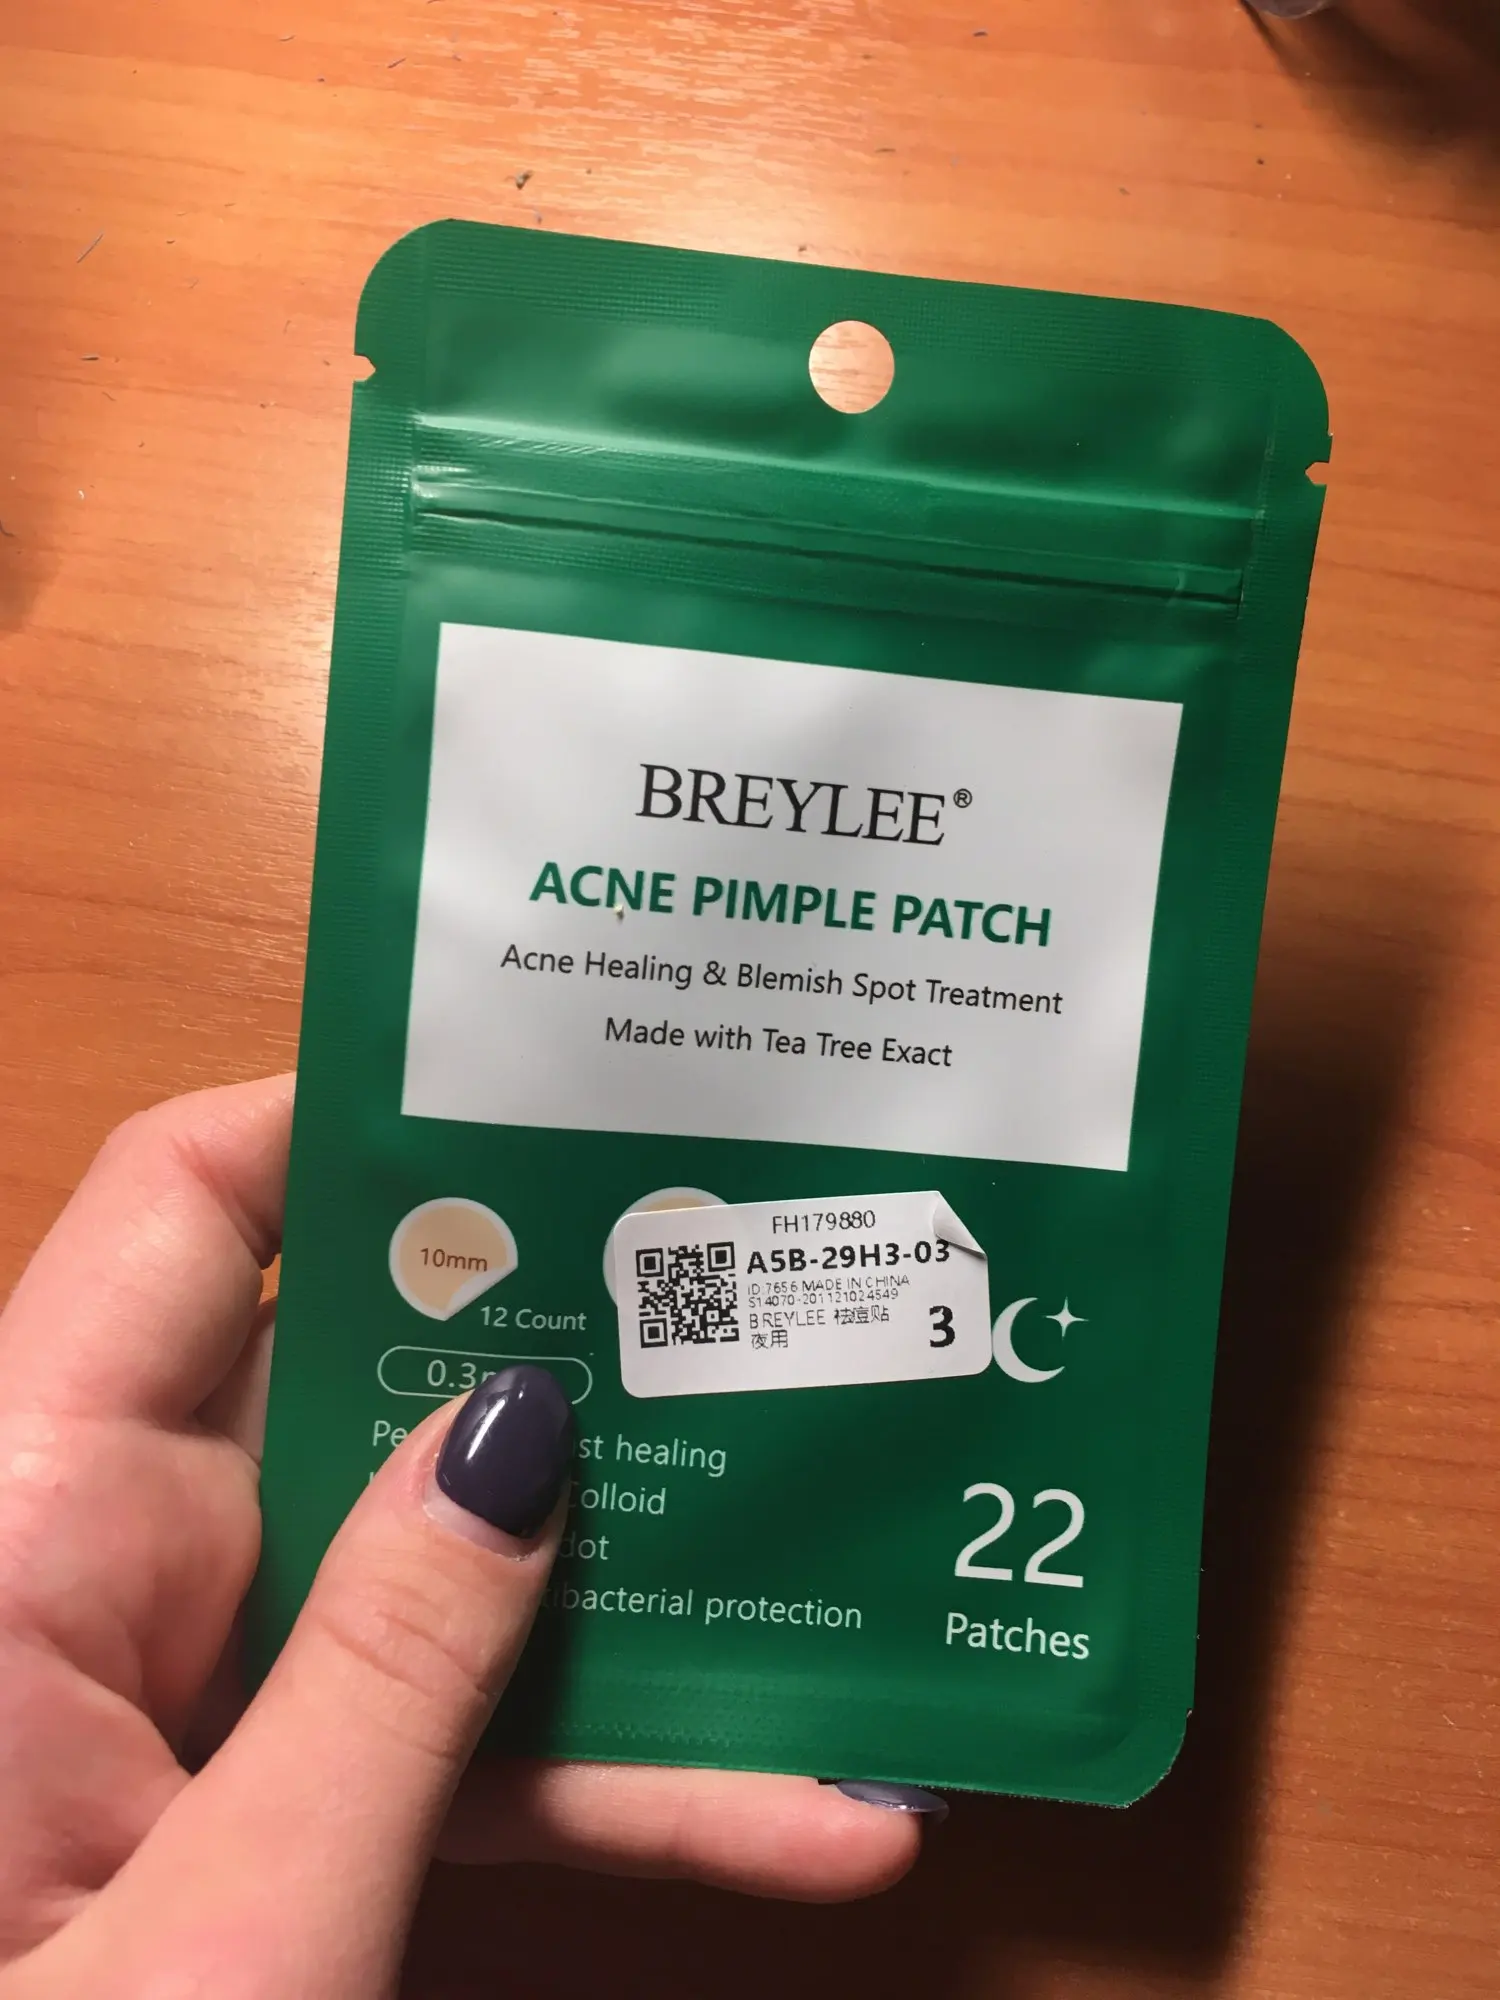 BREYLEE®
ACNE PIMPLE PATCH
Acne Healing & Blemish Spot Treatment
Made with Tea Tree Exact
10mm
12 Count
FH179880
A5B-29H3-03
ID:7656 MADE IN CHINA
S14070-201121024549
BREYLEE 祛痘贴
夜用
3
0.3
healing
Colloid
dot
protection
22
Patches